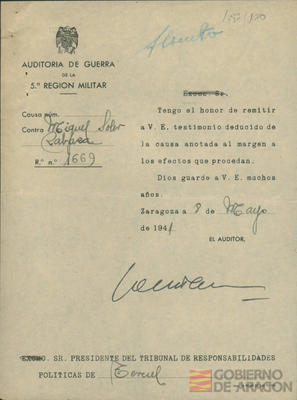 1557/120
AUDITORIA DE GUERRA
DE LA
5.ª REGION MILITAR
Excmo Sr.
Causa núm.
Contra Miguel Soler
R.º n.º 1669
Tengo el honor de remitir
a V. E. testimonio deducido de
la causa anotada al margen a
a los efectos que procedan.
Dios guarde a V. E. muchos
años.
Zaragoza a 8 de Mayo
de 1941
EL AUDITOR,
EXCMO. SR. PRESIDENTE DEL TRIBUNAL DE RESPONSABILIDADES
POLITICAS DE Teruel
GOBIERNO
DE ARAGON